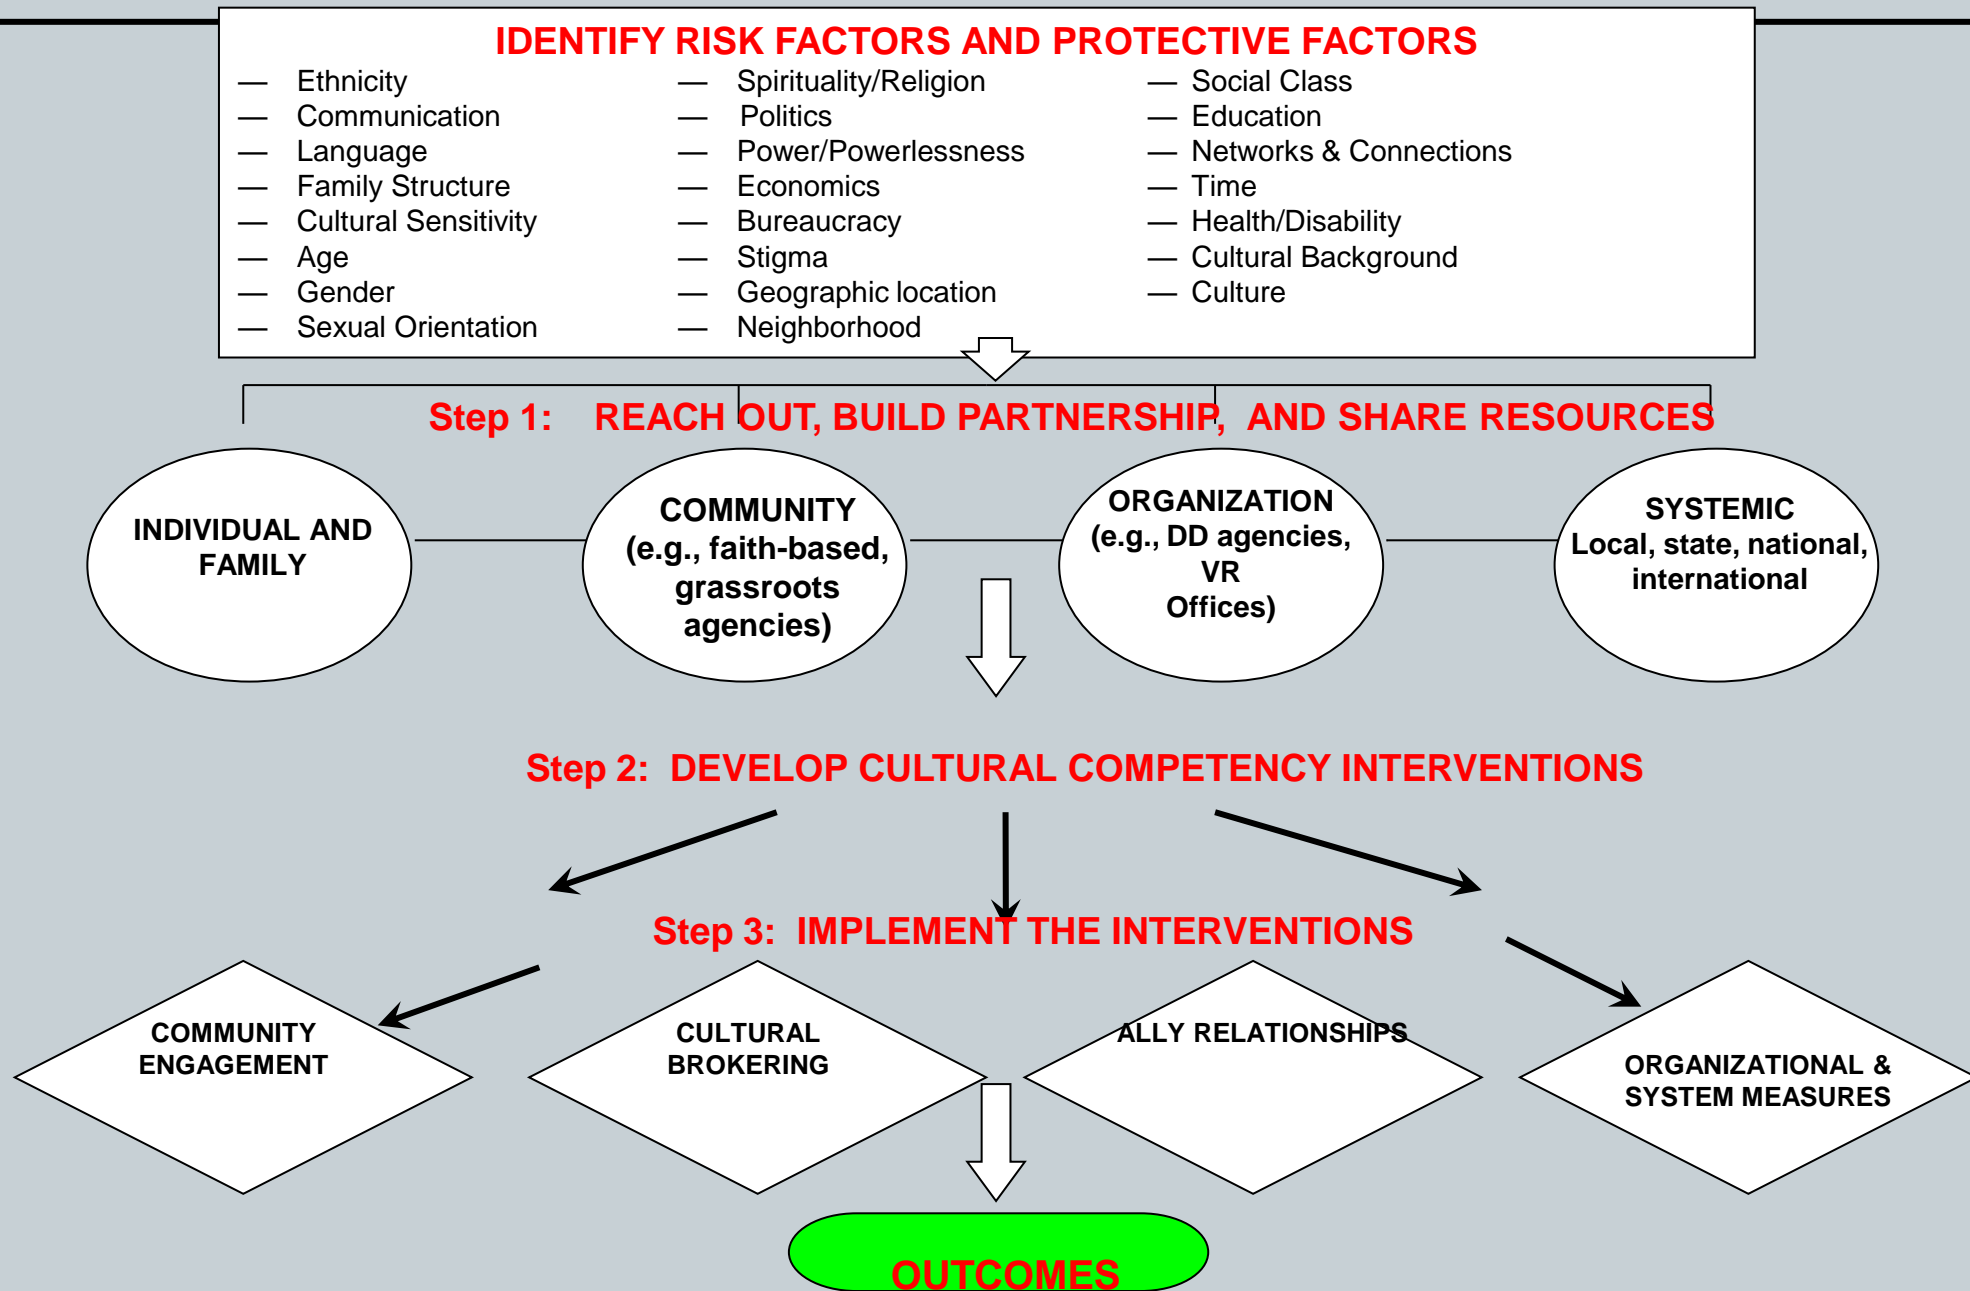 IDENTIFY RISK FACTORS AND PROTECTIVE FACTORS
— Ethnicity
— Communication
— Language
— Family Structure
— Cultural Sensitivity
— Age
— Gender
— Sexual Orientation
— Spirituality/Religion
— Politics
— Power/Powerlessness
— Economics
— Bureaucracy
— Stigma
— Geographic location
— Neighborhood
— Social Class
— Education
— Networks & Connections
— Time
— Health/Disability
— Cultural Background
— Culture
Step 1: REACH OUT, BUILD PARTNERSHIP, AND SHARE RESOURCES
INDIVIDUAL AND
FAMILY
COMMUNITY
(e.g., faith-based,
grassroots
agencies)
ORGANIZATION
(e.g., DD agencies,
VR
Offices)
SYSTEMIC
Local, state, national,
international
Step 2: DEVELOP CULTURAL COMPETENCY INTERVENTIONS
Step 3: IMPLEMENT THE INTERVENTIONS
COMMUNITY
ENGAGEMENT
CULTURAL
BROKERING
ALLY RELATIONSHIPS
ORGANIZATIONAL &
SYSTEM MEASURES
OUTCOMES